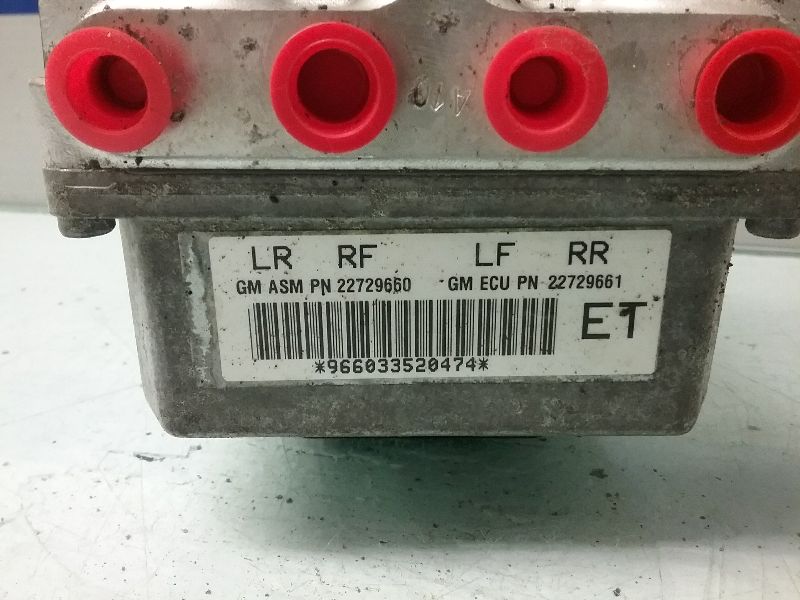 LR RF LF RR
GM ASM PN 22729660 GM ECU PN 22729661
ET
*966033520474*